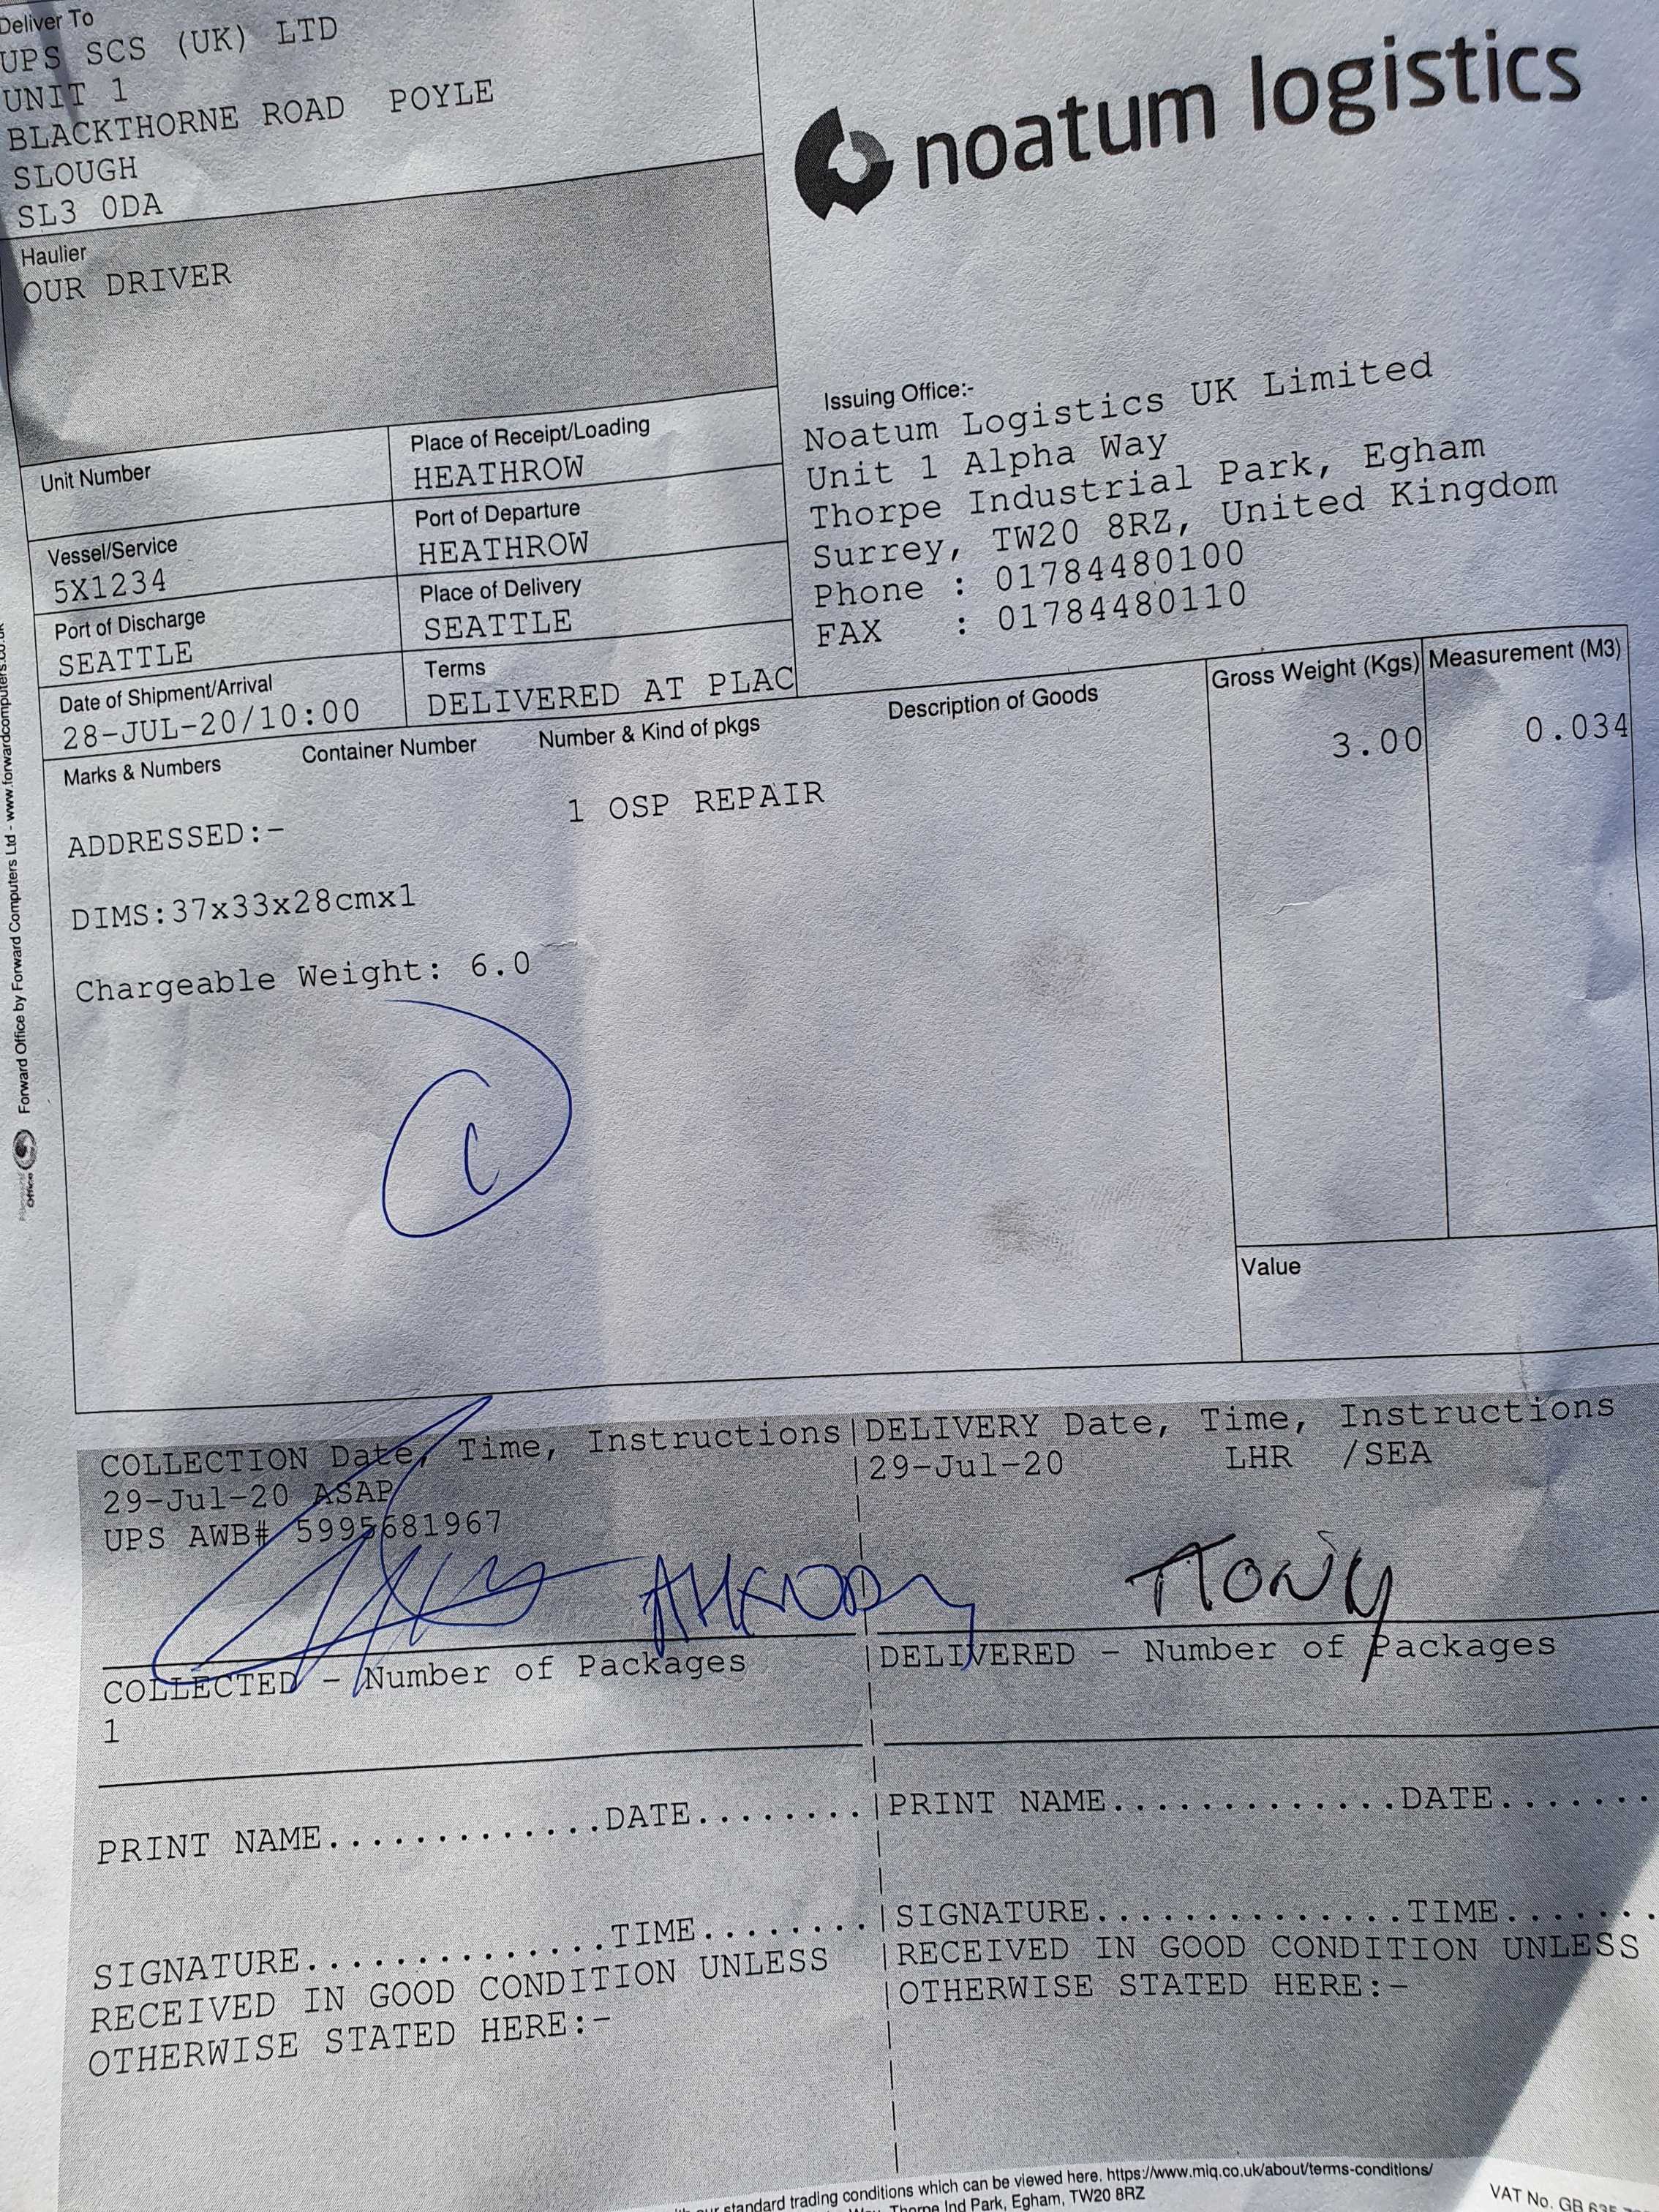 Deliver To
UPS SCS (UK) LTD
UNIT 1
BLACKTHORNE ROAD POYLE
SLOUGH
SL3 0DA
noatum logistics
Haulier
OUR DRIVER
Issuing Office:-
Noatum Logistics UK Limited
Unit 1 Alpha Way
Thorpe Industrial Park, Egham
Surrey, TW20 8RZ, United Kingdom
Phone : 01784480100
FAX : 01784480110
Unit Number
Place of Receipt/Loading
HEATHROW
Vessel/Service
5X1234
Port of Departure
HEATHROW
Port of Discharge
SEATTLE
Place of Delivery
SEATTLE
Date of Shipment/Arrival
28-JUL-20/10:00
Terms
DELIVERED AT PLAC
Marks & Numbers Container Number Number & Kind of pkgs Description of Goods Gross Weight (Kgs) Measurement (M3)
3.00 0.034
ADDRESSED:- 1 OSP REPAIR
DIMS:37x33x28cmx1
Chargeable Weight: 6.0
1
Value
Forward Office by Forward Computers Ltd - www.forwardcomputers.co.uk
Office
COLLECTION Date, Time, Instructions|DELIVERY Date, Time, Instructions
29-Jul-20 ASAP |29-Jul-20 LHR /SEA
UPS AWB# 5995681967
TONY
COLLECTED - Number of Packages |DELIVERED - Number of Packages
1
PRINT NAME.............DATE........|PRINT NAME.............DATE.......
SIGNATURE..............TIME........|SIGNATURE..............TIME.......
RECEIVED IN GOOD CONDITION UNLESS |RECEIVED IN GOOD CONDITION UNLESS
OTHERWISE STATED HERE:- |OTHERWISE STATED HERE:-
our standard trading conditions which can be viewed here. https://www.miq.co.uk/about/terms-conditions/
Thorpe Ind Park, Egham, TW20 8RZ
VAT No. GB